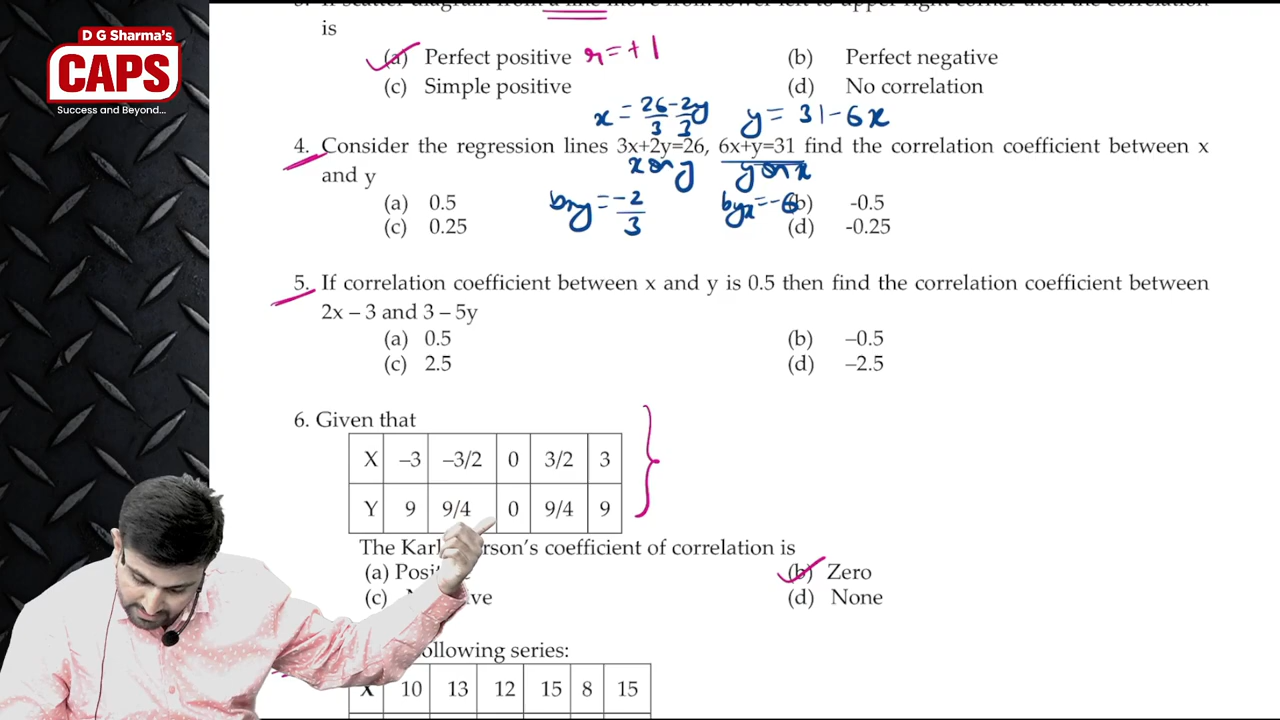 D G Sharma's
CAPS
Success and Beyond...
is
(a) Perfect positive r = +1
(b) Perfect negative
(c) Simple positive
(d) No correlation
x = 26/3 - 2y/3
y = 31 - 6x
4. Consider the regression lines 3x+2y=26, 6x+y=31 find the correlation coefficient between x
and y
x on y
y on x
(a) 0.5
(b) -0.5
bxy = -2/3
byx = -6
(c) 0.25
(d) -0.25
5. If correlation coefficient between x and y is 0.5 then find the correlation coefficient between
2x – 3 and 3 – 5y
(a) 0.5
(b) –0.5
(c) 2.5
(d) –2.5
6. Given that
X –3 –3/2 0 3/2 3
Y 9 9/4 0 9/4 9
The Karl coefficient of correlation is
(a)
(b) Zero
(c)
(d) None
following series:
X 10 13 12 15 8 15